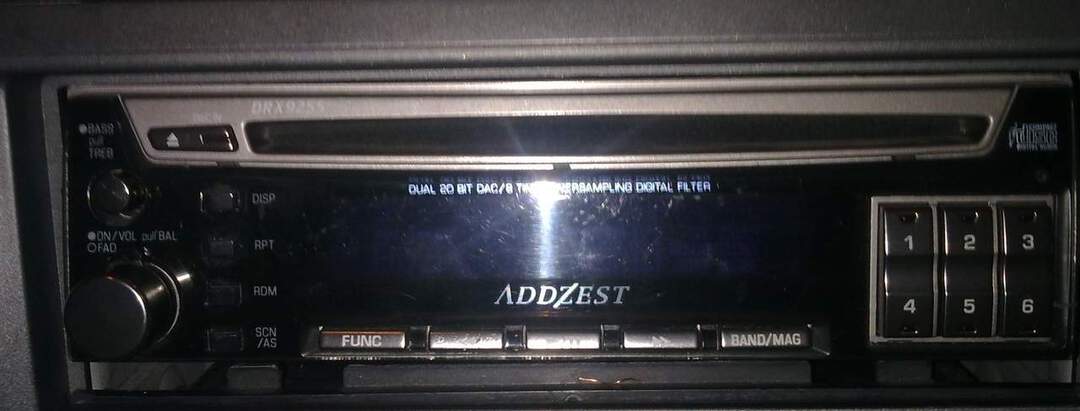 DRX9255
BASS
pull
TREB
DISP
DUAL 20 BIT DAC/8 TIMES OVERSAMPLING DIGITAL FILTER
ON/VOL pull BAL
FAD
RPT
RDM
SCN
/AS
ADDZEST
FUNC
BAND/MAG
1 2 3
4 5 6